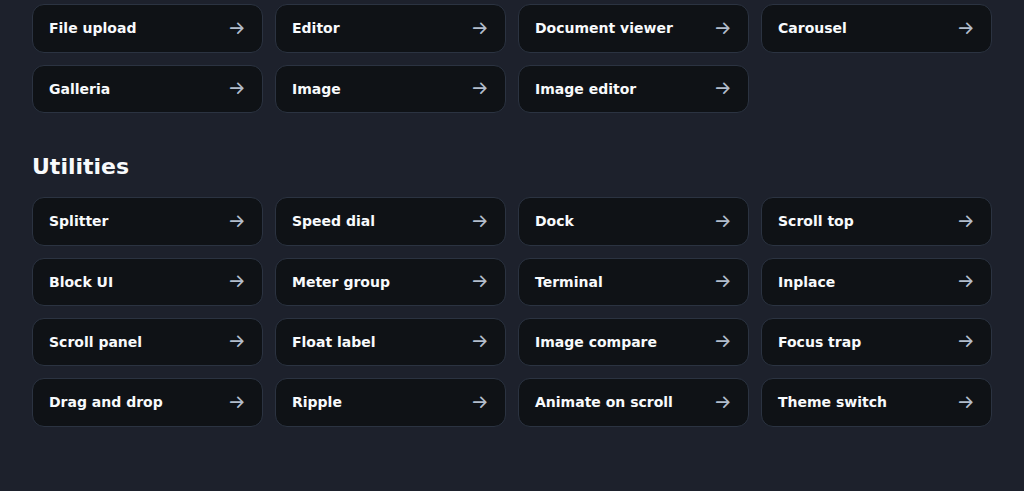 File upload
Editor
Document viewer
Carousel
Galleria
Image
Image editor
Utilities
Splitter
Speed dial
Dock
Scroll top
Block UI
Meter group
Terminal
Inplace
Scroll panel
Float label
Image compare
Focus trap
Drag and drop
Ripple
Animate on scroll
Theme switch